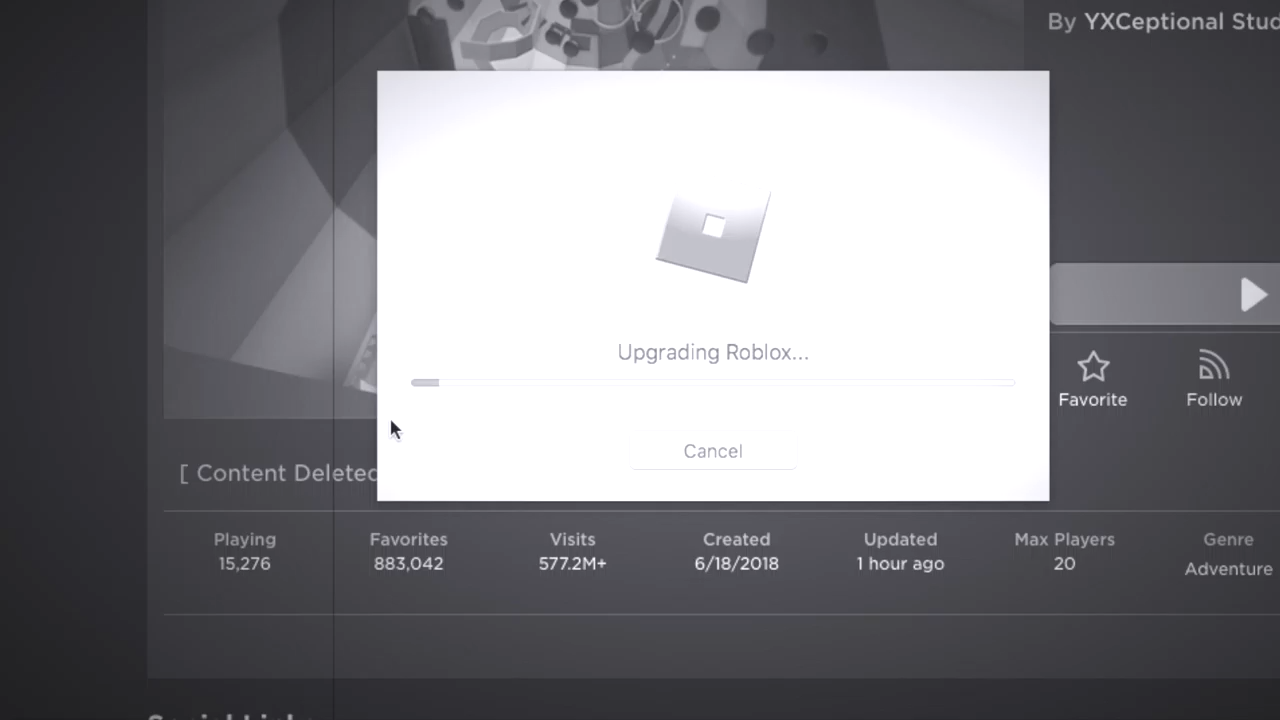 By YXCeptional Stud
Upgrading Roblox...
Favorite
Follow
Cancel
[ Content Deleted
Playing
Favorites
Visits
Created
Updated
Max Players
Genre
15,276
883,042
577.2M+
6/18/2018
1 hour ago
20
Adventure